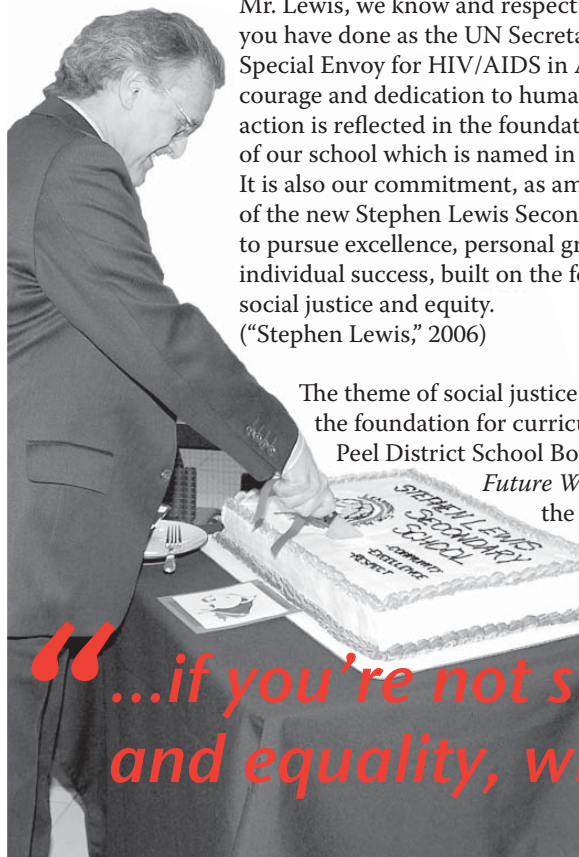 Mr. Lewis, we know and respect
you have done as the UN Secreta
Special Envoy for HIV/AIDS in A
courage and dedication to huma
action is reflected in the foundat
of our school which is named in
It is also our commitment, as am
of the new Stephen Lewis Secon
to pursue excellence, personal gr
individual success, built on the fo
social justice and equity.
(“Stephen Lewis,” 2006)
The theme of social justice
the foundation for curricu
Peel District School Bo
Future W
the
STEPHEN LEWIS
SECONDARY
SCHOOL
•COMMUNITY
•EXCELLENCE
•RESPECT
“...if you’re not s
and equality, w